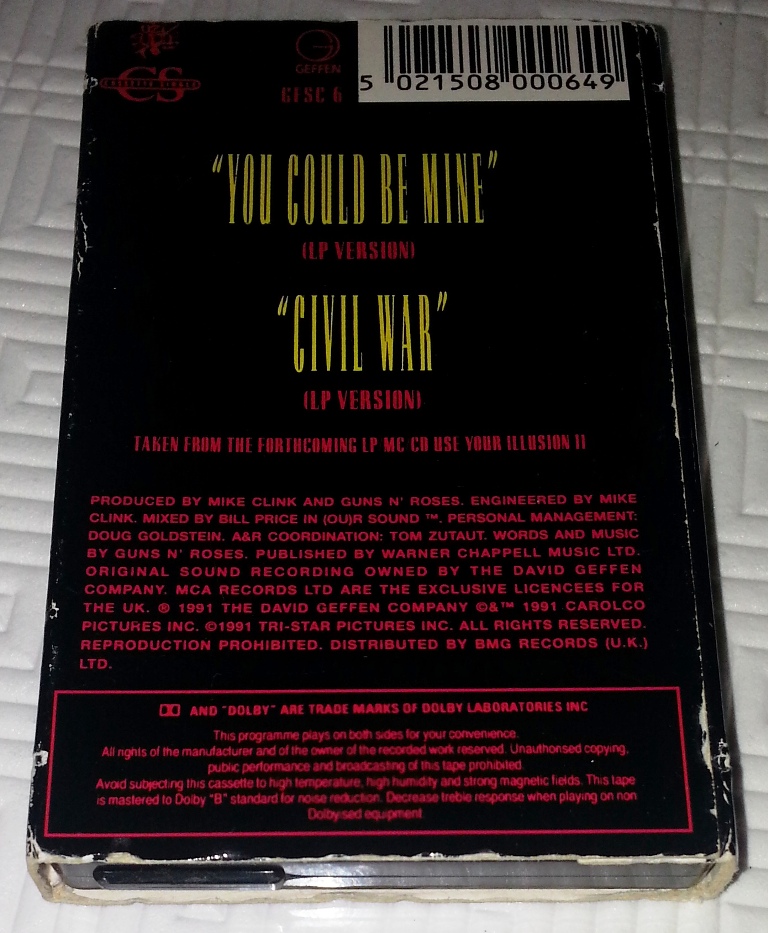 CASSETTE SINGLE
CS
GEFFEN
GFSC 6
5 021508 000649
"YOU COULD BE MINE"
(LP VERSION)
"CIVIL WAR"
(LP VERSION)
TAKEN FROM THE FORTHCOMING LP MC CD USE YOUR ILLUSION II
PRODUCED BY MIKE CLINK AND GUNS N' ROSES. ENGINEERED BY MIKE
CLINK. MIXED BY BILL PRICE IN (OU)R SOUND ™. PERSONAL MANAGEMENT:
DOUG GOLDSTEIN. A&R COORDINATION: TOM ZUTAUT. WORDS AND MUSIC
BY GUNS N' ROSES. PUBLISHED BY WARNER CHAPPELL MUSIC LTD.
ORIGINAL SOUND RECORDING OWNED BY THE DAVID GEFFEN
COMPANY. MCA RECORDS LTD ARE THE EXCLUSIVE LICENCEES FOR
THE UK. ® 1991 THE DAVID GEFFEN COMPANY ©&™ 1991 CAROLCO
PICTURES INC. ©1991 TRI-STAR PICTURES INC. ALL RIGHTS RESERVED.
REPRODUCTION PROHIBITED. DISTRIBUTED BY BMG RECORDS (U.K.)
LTD.
AND "DOLBY" ARE TRADE MARKS OF DOLBY LABORATORIES INC
This programme plays on both sides for your convenience.
All rights of the manufacturer and of the owner of the recorded work reserved. Unauthorised copying,
public performance and broadcasting of this tape prohibited.
Avoid subjecting this cassette to high temperature, high humidity and strong magnetic fields. This tape
is mastered to Dolby "B" standard for noise reduction. Decrease treble response when playing on non
Dolbyised equipment